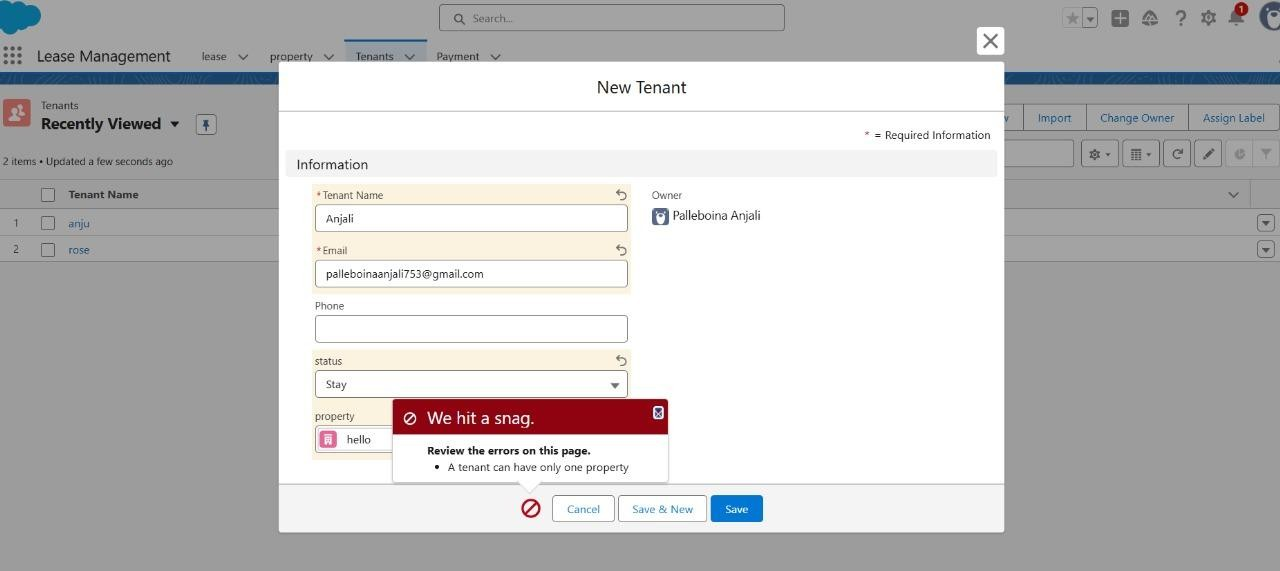 Search...
1
Lease Management
lease
property
Tenants
Payment
New Tenant
Tenants
Recently Viewed
Import
Change Owner
Assign Label
* = Required Information
2 items • Updated a few seconds ago
Information
Tenant Name
*Tenant Name
Owner
Anjali
Palleboina Anjali
1
anju
*Email
2
rose
palleboinaanjali753@gmail.com
Phone
status
Stay
property
hello
We hit a snag.
Review the errors on this page.
• A tenant can have only one property
Cancel
Save & New
Save